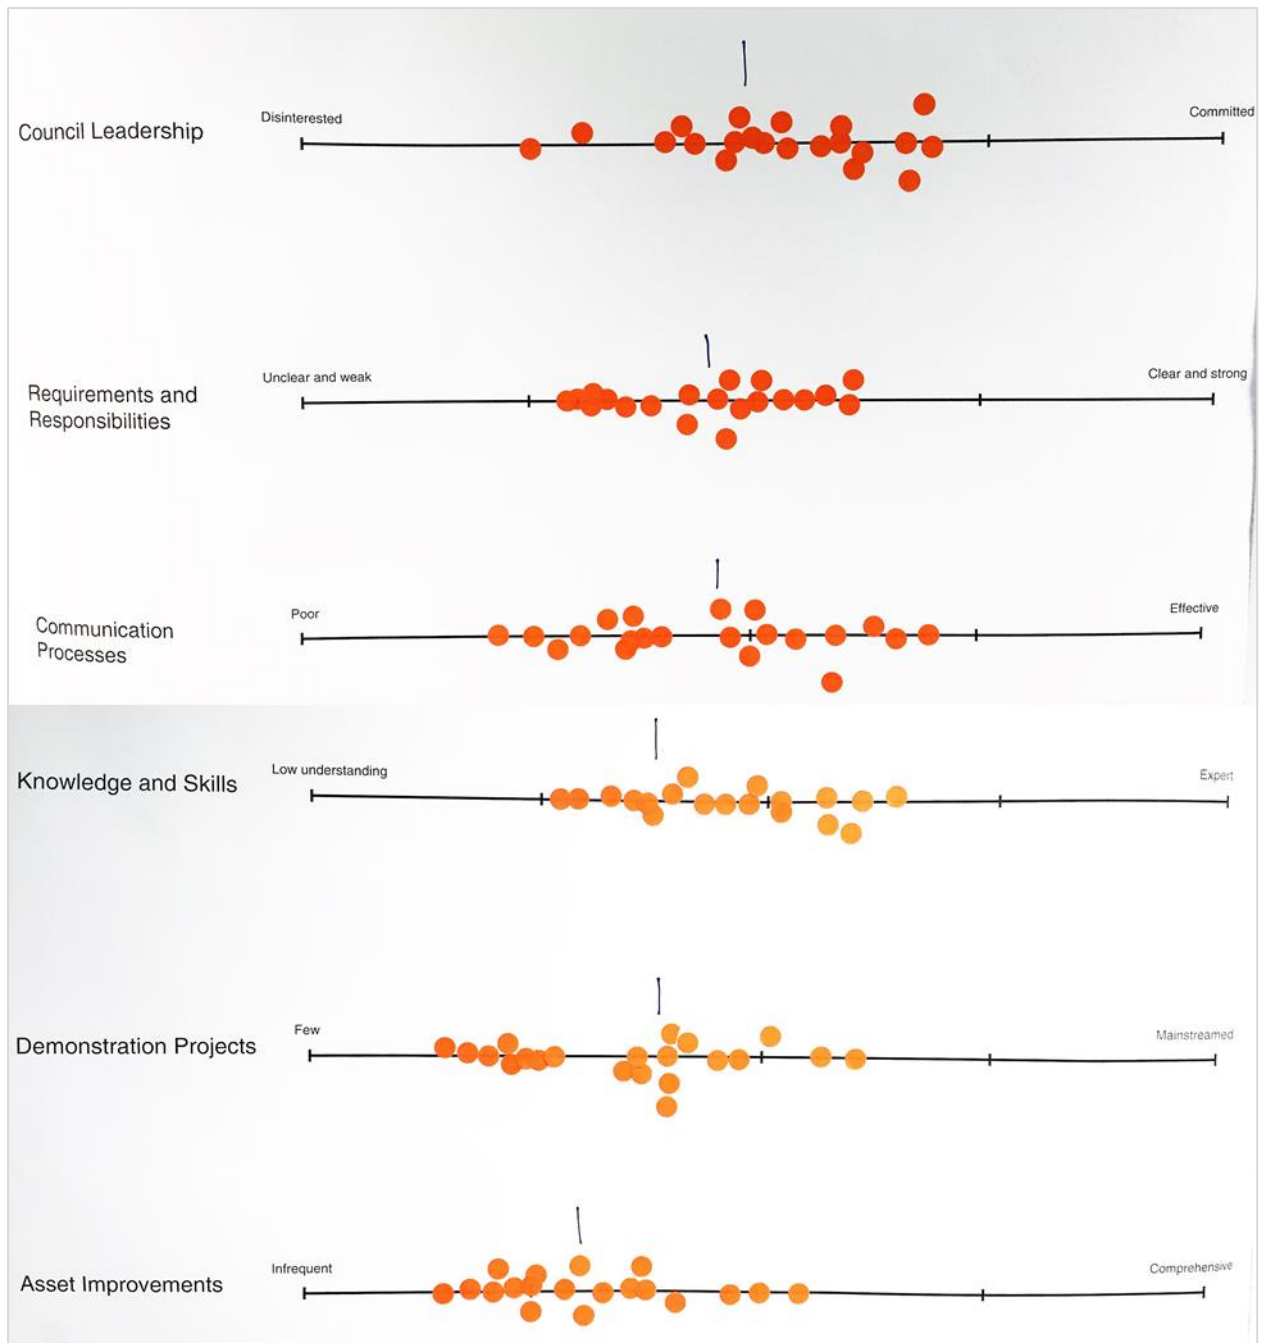 Council Leadership
Disinterested
Committed
Requirements and
Responsibilities
Unclear and weak
Clear and strong
Communication
Processes
Poor
Effective
Knowledge and Skills
Low understanding
Expert
Demonstration Projects
Few
Mainstreamed
Asset Improvements
Infrequent
Comprehensive